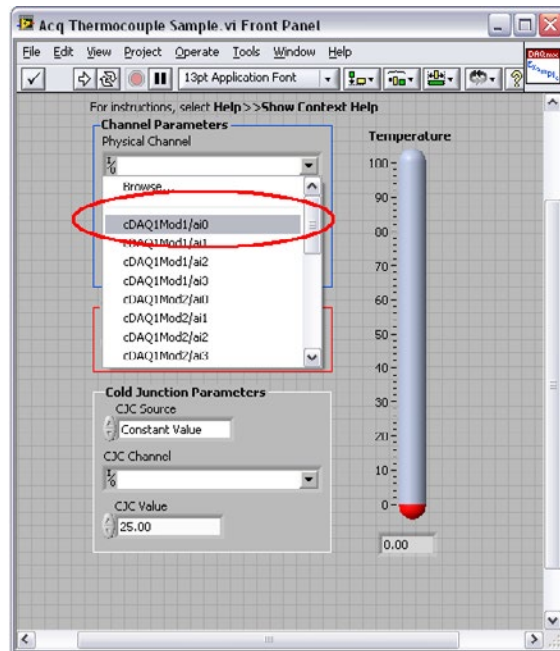 Acq Thermocouple Sample.vi Front Panel
File Edit View Project Operate Tools Window Help
13pt Application Font
DAQmx
For instructions, select Help>>Show Context Help
Channel Parameters
Physical Channel
Browse...
cDAQ1Mod1/ai0
cDAQ1Mod1/ai1
cDAQ1Mod1/ai2
cDAQ1Mod1/ai3
cDAQ1Mod2/ai0
cDAQ1Mod2/ai1
cDAQ1Mod2/ai2
cDAQ1Mod2/ai3
Cold Junction Parameters
CJC Source
Constant Value
CJC Channel
CJC Value
25.00
Temperature
100
90
80
70
60
50
40
30
20
10
0
0.00